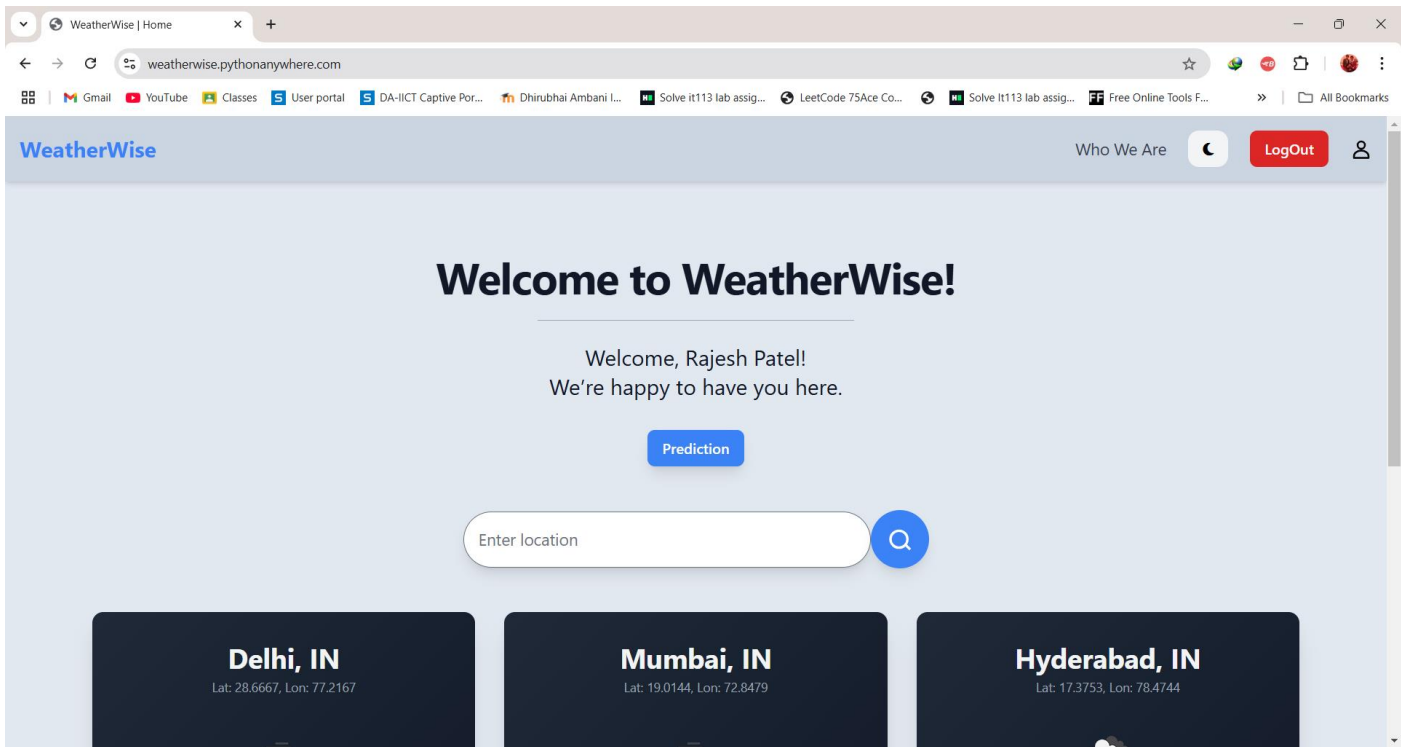 WeatherWise | Home
weatherwise.pythonanywhere.com
Gmail YouTube Classes User portal DA-IICT Captive Por... Dhirubhai Ambani I... Solve it113 lab assig... LeetCode 75Ace Co... Solve It113 lab assig... Free Online Tools F... All Bookmarks
WeatherWise Who We Are LogOut
Welcome to WeatherWise!
Welcome, Rajesh Patel!
We're happy to have you here.
Prediction
Enter location
Delhi, IN Mumbai, IN Hyderabad, IN
Lat: 28.6667, Lon: 77.2167 Lat: 19.0144, Lon: 72.8479 Lat: 17.3753, Lon: 78.4744